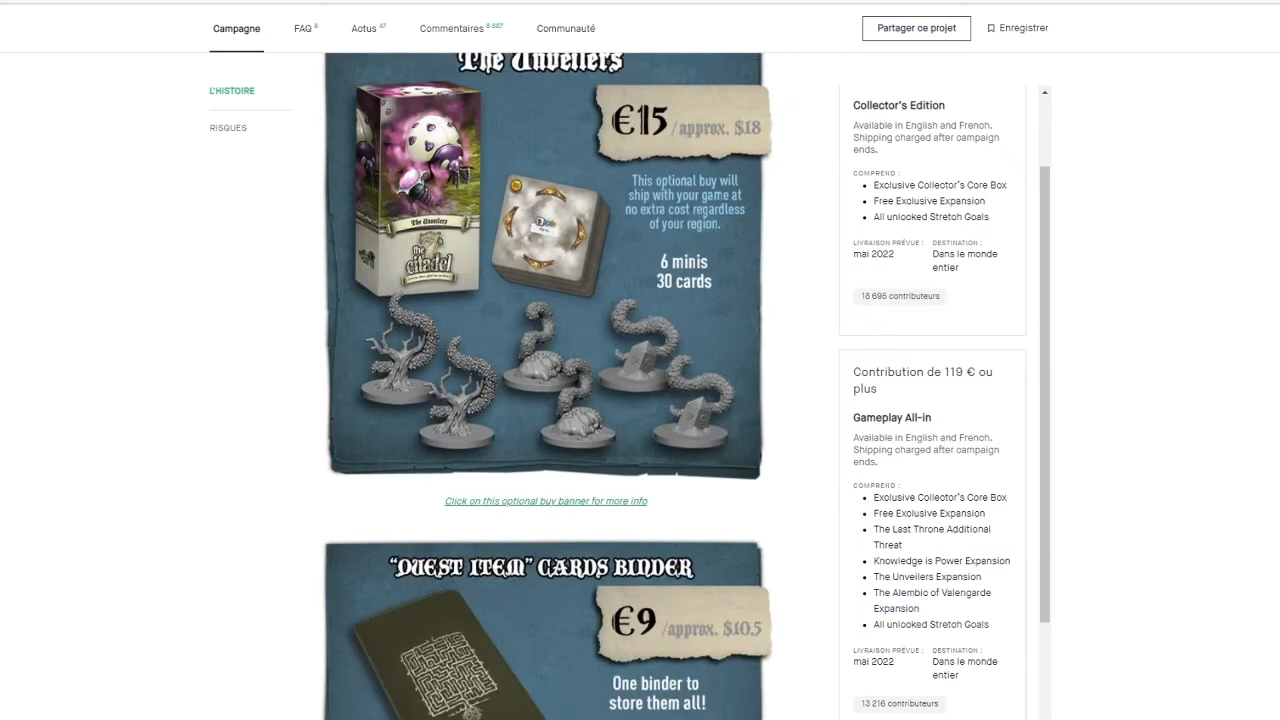 Campagne
FAQ 8
Actus 47
Commentaires 8 887
Communauté
Partager ce projet
Enregistrer
L'HISTOIRE
RISQUES
The Unveilers
€15 /approx. $18
This optional buy will
ship with your game at
no extra cost regardless
of your region.
6 minis
30 cards
The Unveilers
the
citadel
Click on this optional buy banner for more info
"QUEST ITEM" CARDS BINDER
€9 /approx. $10.5
One binder to
store them all!
Collector's Edition
Available in English and French.
Shipping charged after campaign
ends.
COMPREND :
Exclusive Collector's Core Box
Free Exclusive Expansion
All unlooked Stretch Goals
LIVRAISON PRÉVUE :
mai 2022
DESTINATION :
Dans le monde
entier
18 695 contributeurs
Contribution de 119 € ou
plus
Gameplay All-in
Available in English and French.
Shipping charged after campaign
ends.
COMPREND :
Exclusive Collector's Core Box
Free Exclusive Expansion
The Last Throne Additional
Threat
Knowledge is Power Expansion
The Unveilers Expansion
The Alembic of Valengarde
Expansion
All unlooked Stretch Goals
LIVRAISON PRÉVUE :
mai 2022
DESTINATION :
Dans le monde
entier
13 216 contributeurs